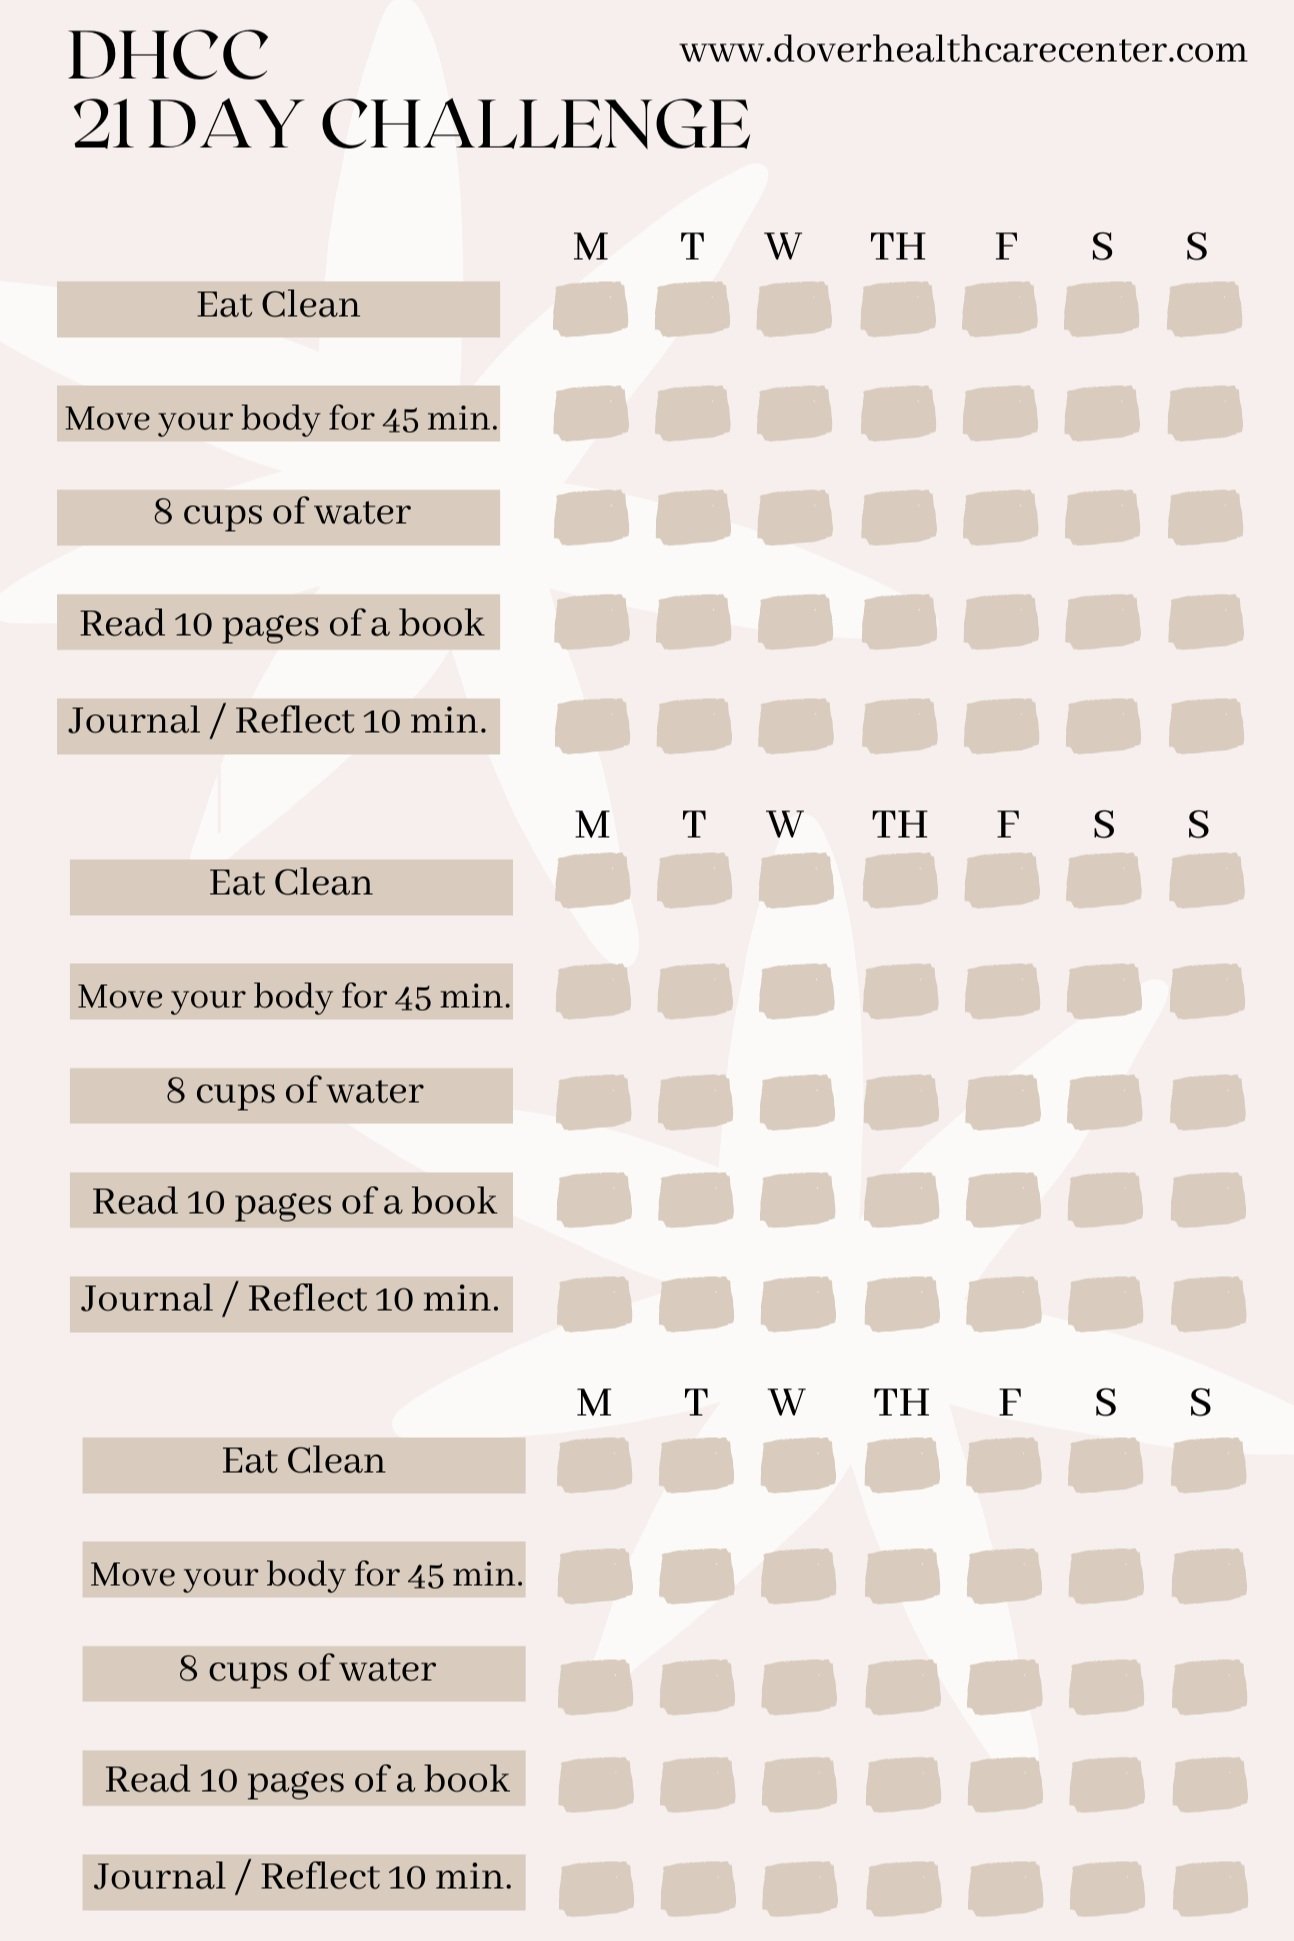 DHCC
www.doverhealthcarecenter.com
21 DAY CHALLENGE
M T W TH F S S
Eat Clean
Move your body for 45 min.
8 cups of water
Read 10 pages of a book
Journal / Reflect 10 min.
M T W TH F S S
Eat Clean
Move your body for 45 min.
8 cups of water
Read 10 pages of a book
Journal / Reflect 10 min.
M T W TH F S S
Eat Clean
Move your body for 45 min.
8 cups of water
Read 10 pages of a book
Journal / Reflect 10 min.